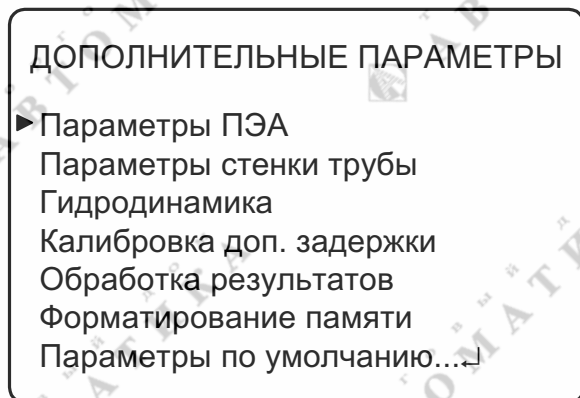 ДОПОЛНИТЕЛЬНЫЕ ПАРАМЕТРЫ
Параметры ПЭА
Параметры стенки трубы
Гидродинамика
Калибровка доп. задержки
Обработка результатов
Форматирование памяти
Параметры по умолчанию...↵